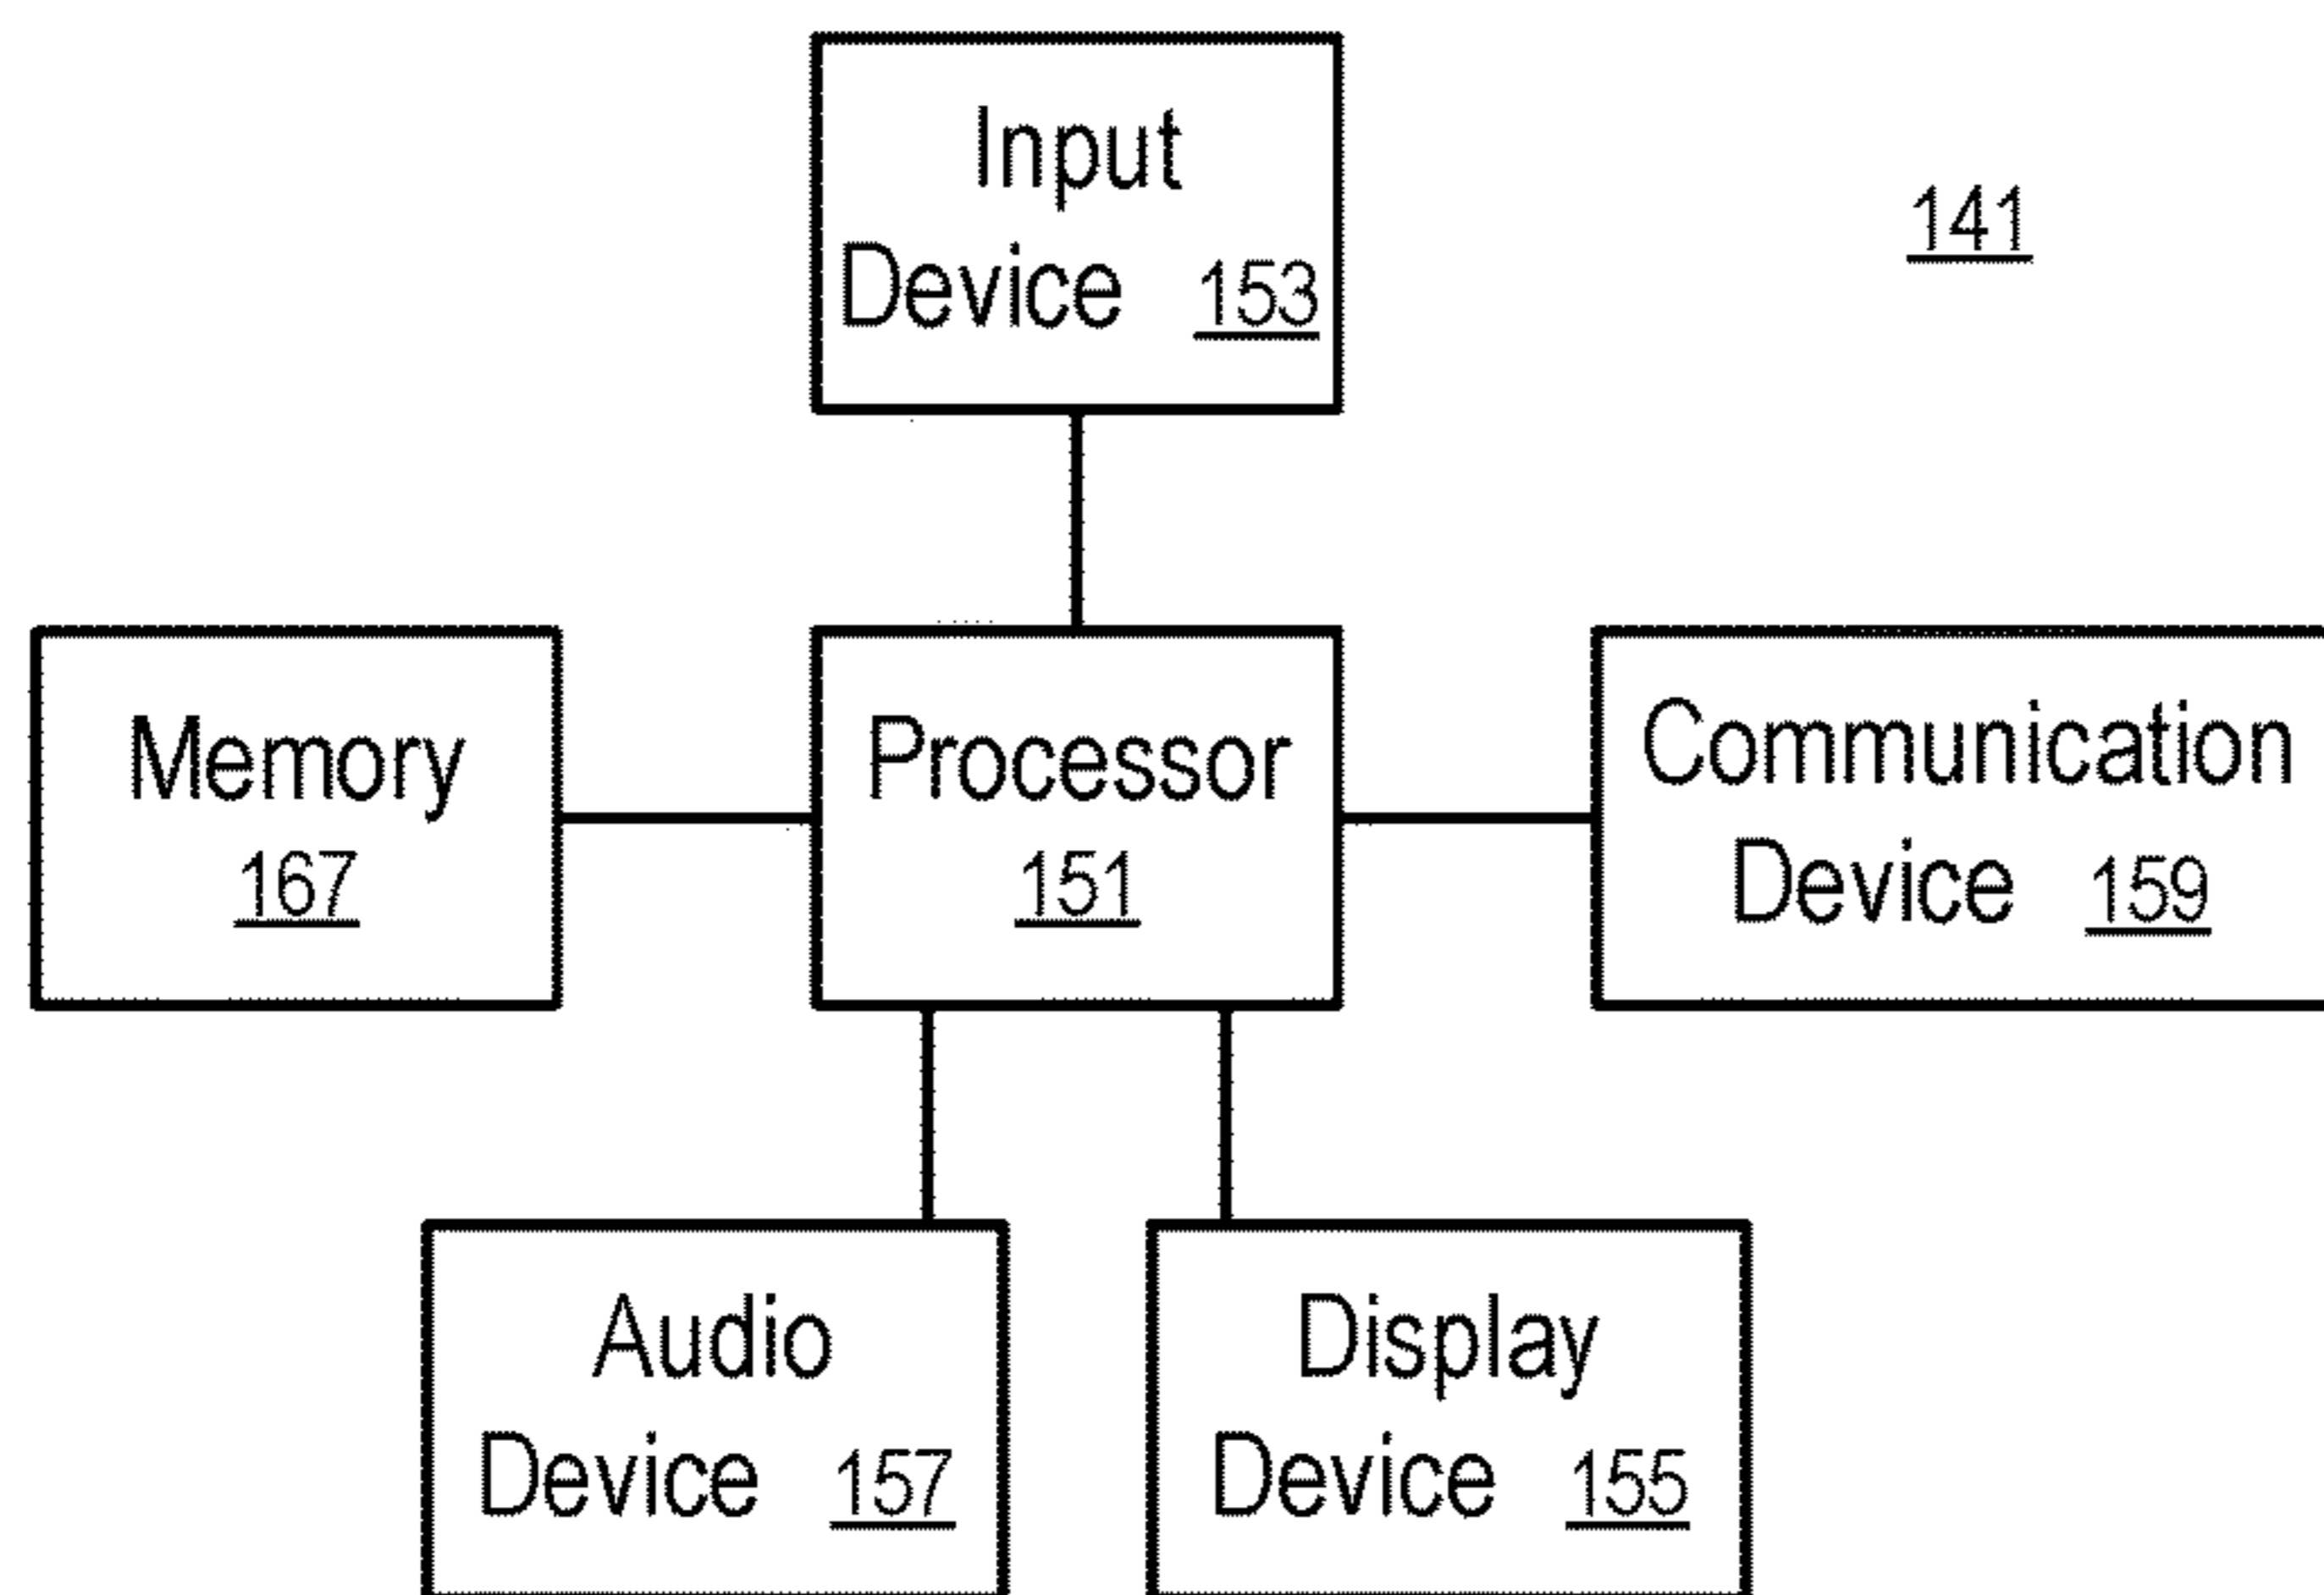 Input
Device 153
141
Memory
167
Processor
151
Communication
Device 159
Audio
Device 157
Display
Device 155